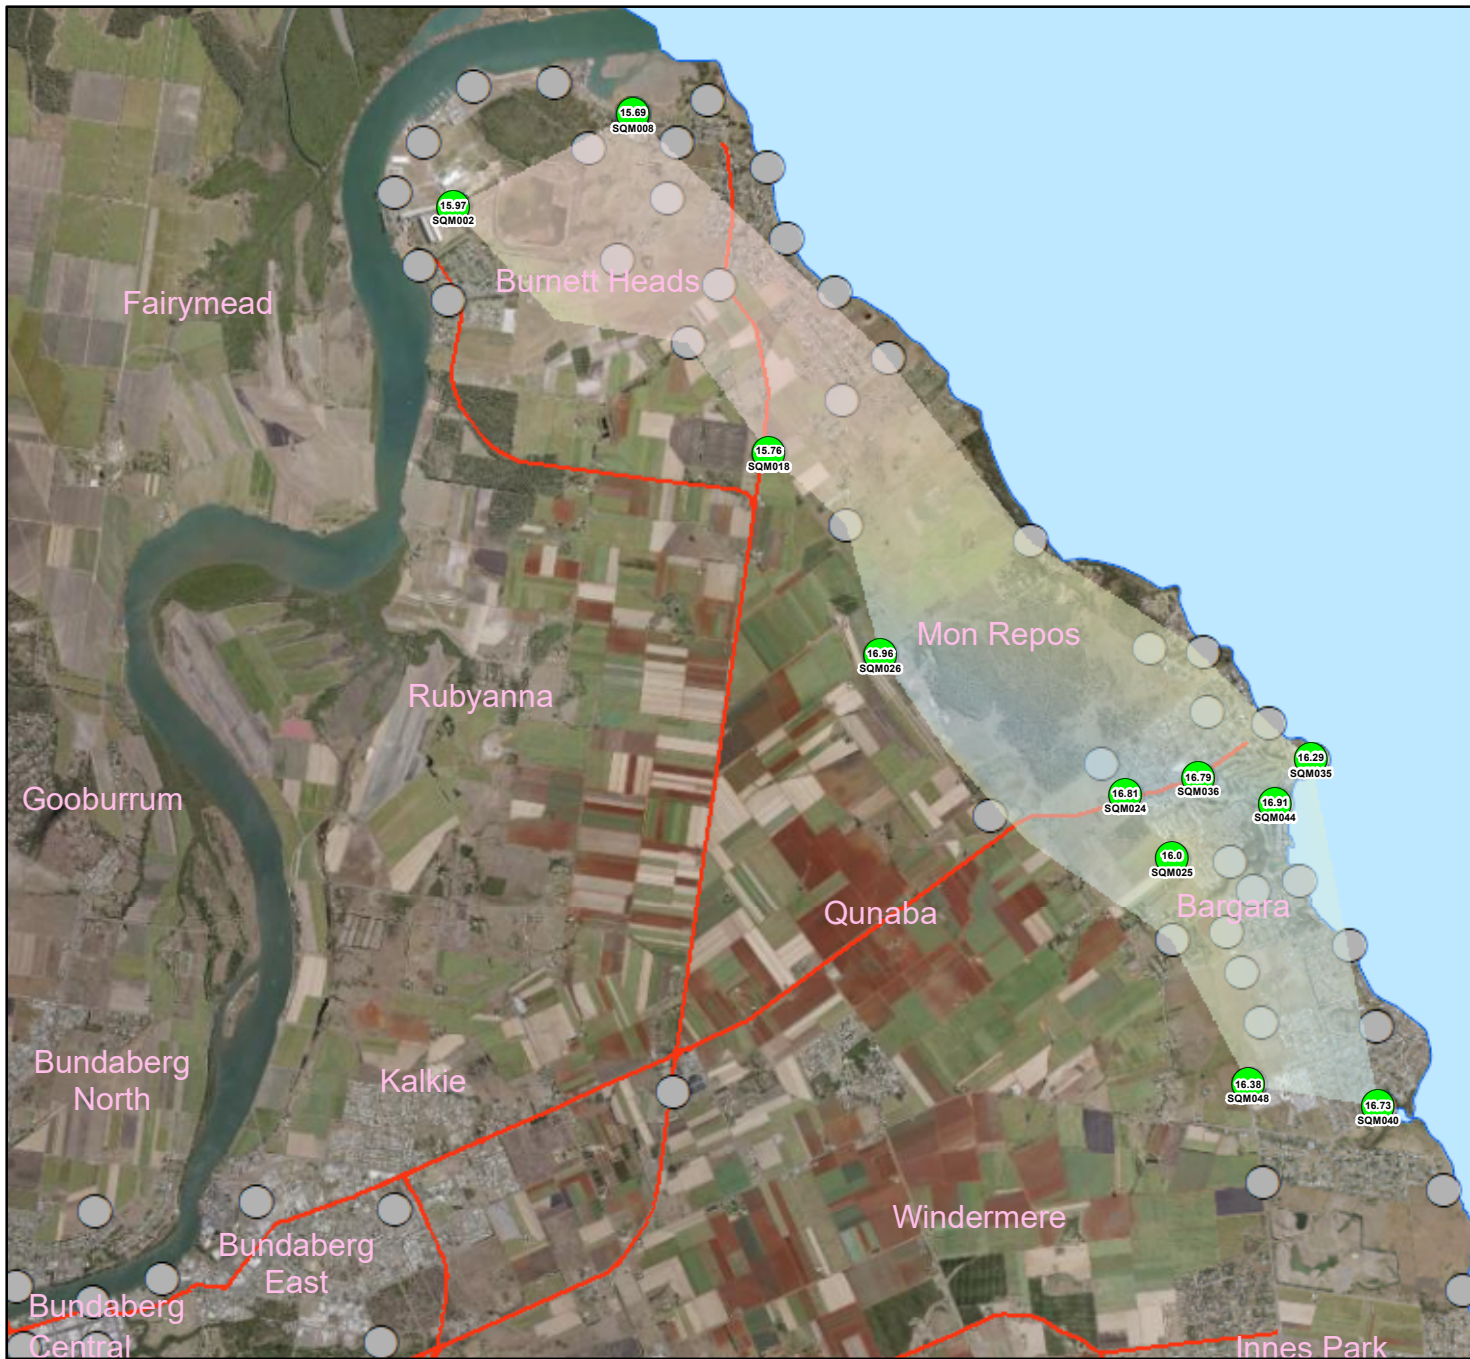 15.69
SQM008
15.97
SQM002
Burnett Heads
Fairymead
15.76
SQM018
Mon Repos
16.96
SQM026
Rubyanna
16.29
SQM035
16.79
SQM036
16.81
SQM024
16.91
SQM044
Gooburrum
16.0
SQM025
Bargara
Qunaba
Bundaberg
North
Kalkie
16.38
SQM048
16.73
SQM040
Windermere
Bundaberg
East
Bundaberg
Central
Innes Park